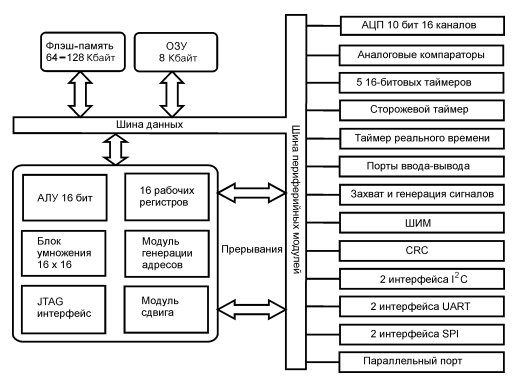 Флэш-память
64–128 Кбайт
ОЗУ
8 Кбайт
Шина данных
АЛУ 16 бит
16 рабочих
регистров
Блок
умножения
16 x 16
Модуль
генерации
адресов
JTAG
интерфейс
Модуль
сдвига
Прерывания
Шина периферийных модулей
АЦП 10 бит 16 каналов
Аналоговые компараторы
5 16-битовых таймеров
Сторожевой таймер
Таймер реального времени
Порты ввода-вывода
Захват и генерация сигналов
ШИМ
CRC
2 интерфейса I²C
2 интерфейса UART
2 интерфейса SPI
Параллельный порт